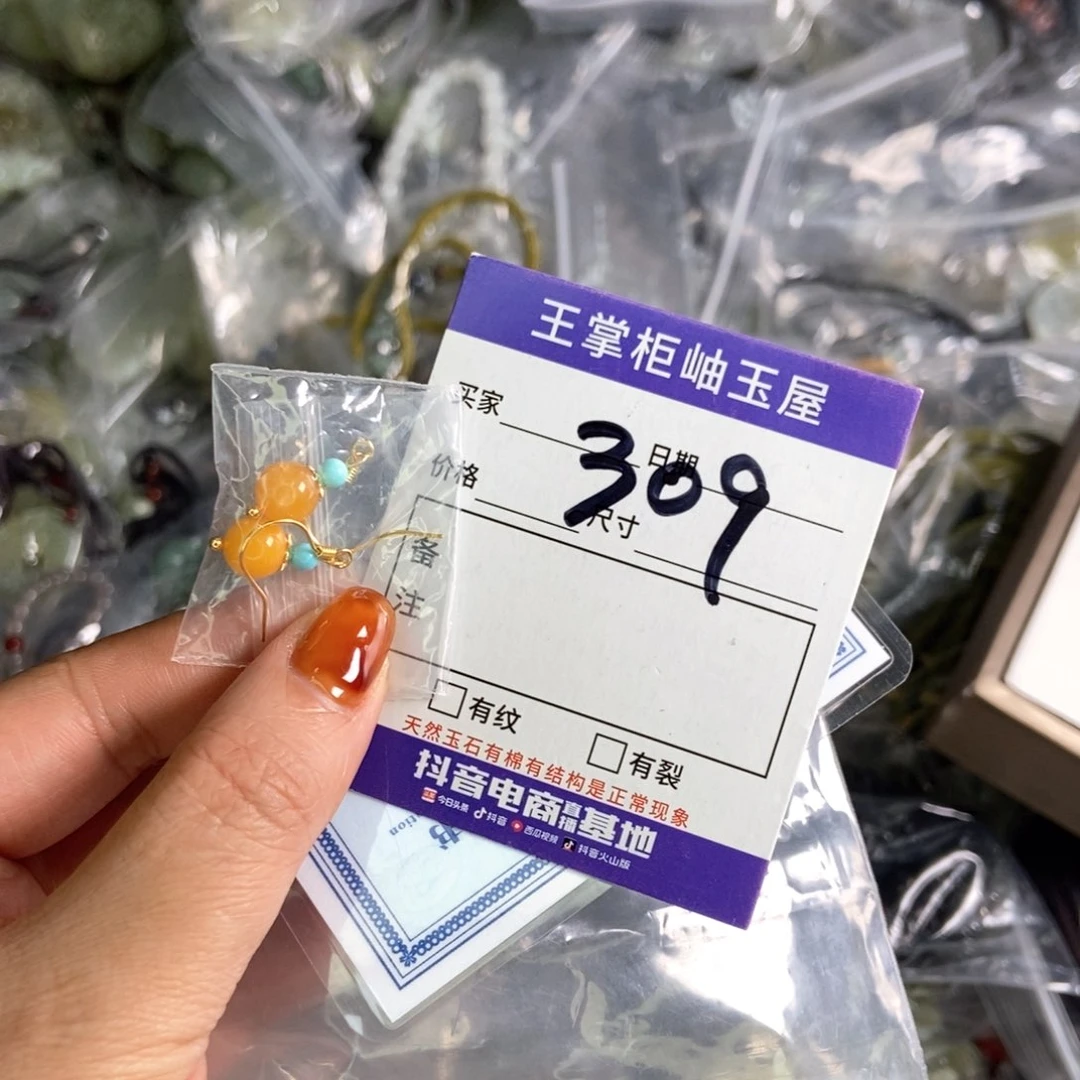 王掌柜岫玉屋
买家 日期
309
价格 尺寸
备注
有纹 有裂
天然玉石有棉有结构是正常现象
抖音电商直播基地
今日头条 抖音 西瓜视频 抖音火山版